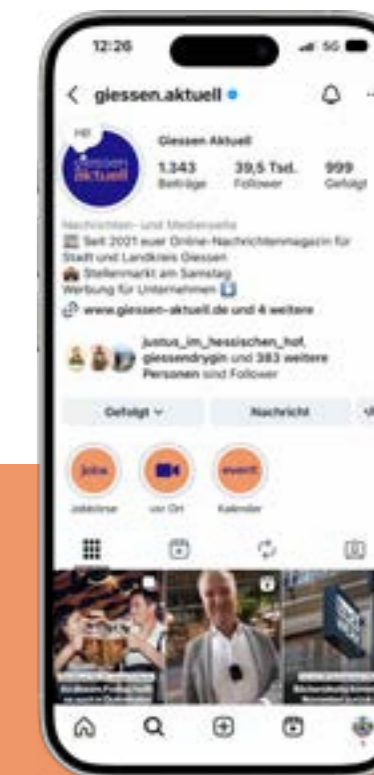 12:26
5G
giessen.aktuell
giessen
aktuell
Giessen Aktuell
1.343 39,5 Tsd. 999
Beiträge Follower Gefolgt
Nachrichten- und Medienseite
Seit 2021 euer Online-Nachrichtenmagazin für
Stadt und Landkreis Giessen
Stellenmarkt am Samstag
Werbung für Unternehmen
www.giessen-aktuell.de und 4 weitere
justus_im_hessischen_hof,
giessendrygin und 383 weitere
Personen sind Follower
Gefolgt Nachricht
jobs event
Jobbörse vor Ort Kalender